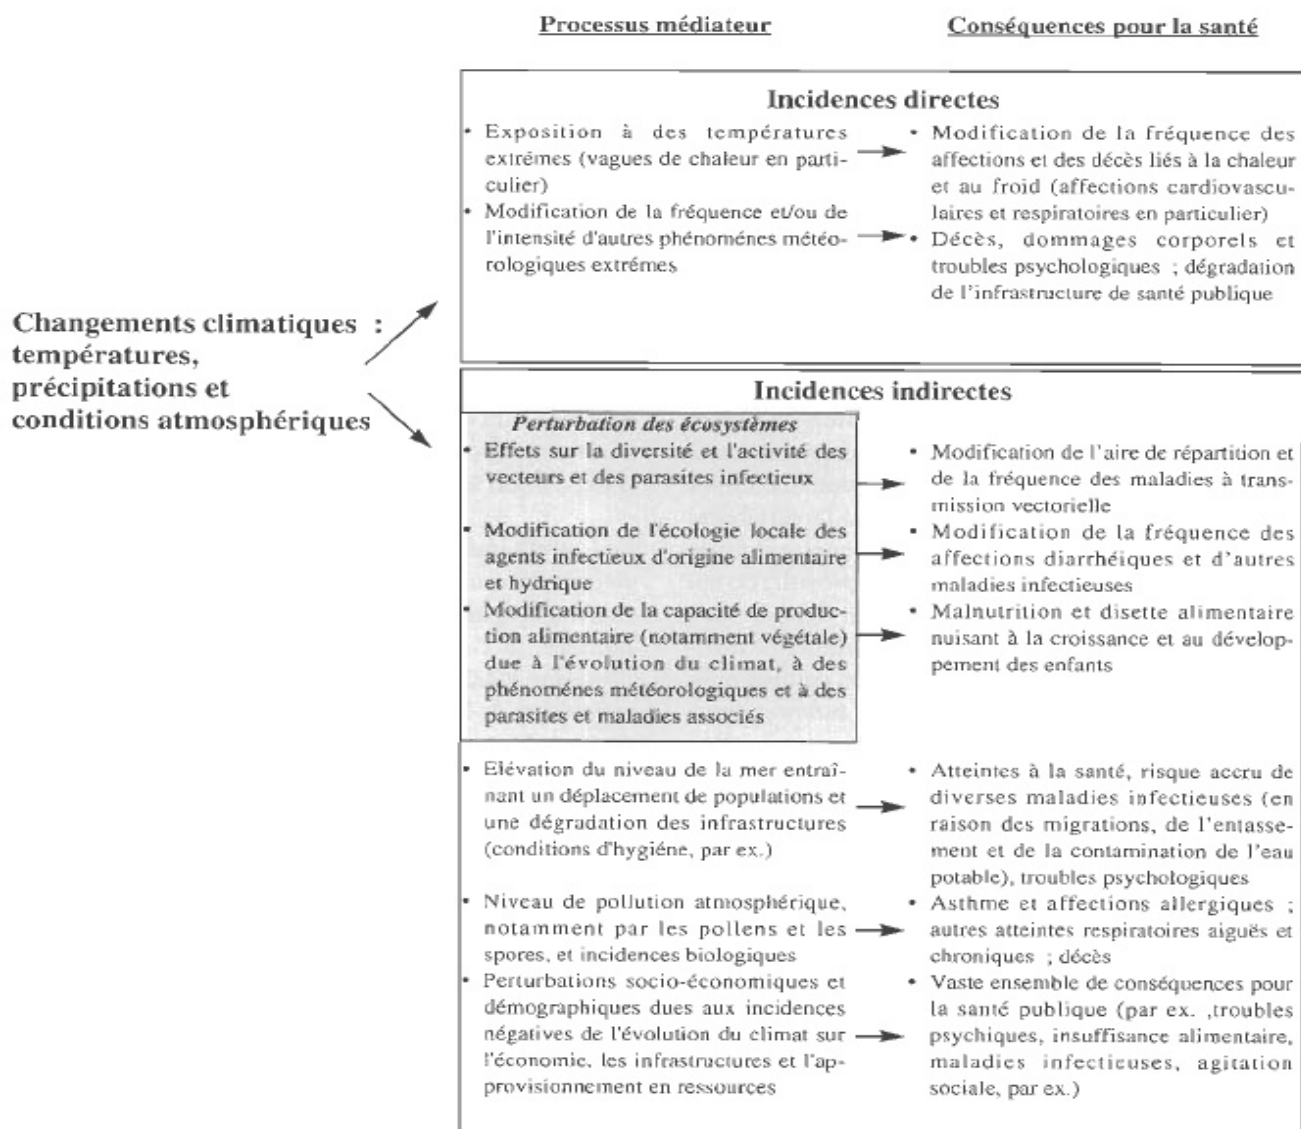 Processus médiateur
Conséquences pour la santé
Changements climatiques :
températures,
précipitations et
conditions atmosphériques
Incidences directes
• Exposition à des températures
extrémes (vagues de chaleur en parti-
culier)
• Modification de la fréquence et/ou de
l'intensité d'autres phénoménes météo-
rologiques extrémes
• Modification de la fréquence des
affections et des décès liés à la chaleur
et au froid (affections cardiovascu-
laires et respiratoires en particulier)
• Décès, dommages corporels et
troubles psychologiques ; dégradation
de l'infrastructure de santé publique
Incidences indirectes
Perturbation des écosystèmes
• Effets sur la diversité et l'activité des
vecteurs et des parasites infectieux
• Modification de l'écologie locale des
agents infectieux d'origine alimentaire
et hydrique
• Modification de la capacité de produc-
tion alimentaire (notamment végétale)
due à l'évolution du climat, à des
phénoménes météorologiques et à des
parasites et maladies associés
• Modification de l'aire de répartition et
de la fréquence des maladies à trans-
mission vectorielle
• Modification de la fréquence des
affections diarrhéiques et d'autres
maladies infectieuses
• Malnutrition et disette alimentaire
nuisant à la croissance et au dévelop-
pement des enfants
• Elévation du niveau de la mer entraî-
nant un déplacement de populations et
une dégradation des infrastructures
(conditions d'hygiéne, par ex.)
• Niveau de pollution atmosphérique,
notamment par les pollens et les
spores, et incidences biologiques
• Perturbations socio-économiques et
démographiques dues aux incidences
négatives de l'évolution du climat sur
l'économie, les infrastructures et l'ap-
provisionnement en ressources
• Atteintes à la santé, risque accru de
diverses maladies infectieuses (en
raison des migrations, de l'entasse-
ment et de la contamination de l'eau
potable), troubles psychologiques
• Asthme et affections allergiques ;
autres atteintes respiratoires aiguës et
chroniques ; décès
• Vaste ensemble de conséquences pour
la santé publique (par ex. ,troubles
psychiques, insuffisance alimentaire,
maladies infectieuses, agitation
sociale, par ex.)